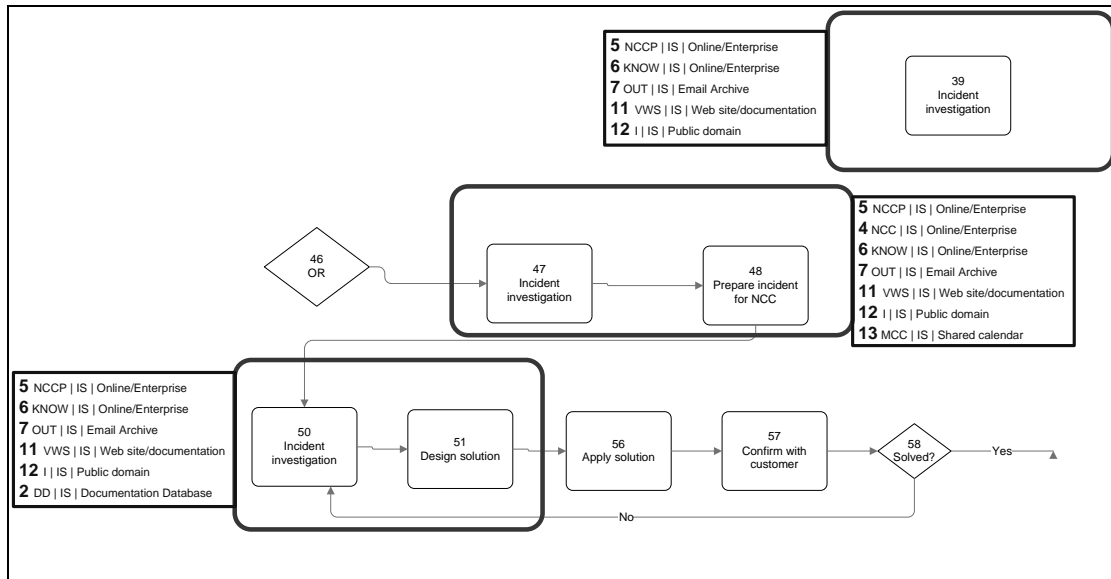 5 NCCP | IS | Online/Enterprise
6 KNOW | IS | Online/Enterprise
7 OUT | IS | Email Archive
11 VWS | IS | Web site/documentation
12 I | IS | Public domain
39
Incident
investigation
46
OR
47
Incident
investigation
48
Prepare incident
for NCC
5 NCCP | IS | Online/Enterprise
4 NCC | IS | Online/Enterprise
6 KNOW | IS | Online/Enterprise
7 OUT | IS | Email Archive
11 VWS | IS | Web site/documentation
12 I | IS | Public domain
13 MCC | IS | Shared calendar
5 NCCP | IS | Online/Enterprise
6 KNOW | IS | Online/Enterprise
7 OUT | IS | Email Archive
11 VWS | IS | Web site/documentation
12 I | IS | Public domain
2 DD | IS | Documentation Database
50
Incident
investigation
51
Design solution
56
Apply solution
57
Confirm with
customer
58
Solved?
Yes
No